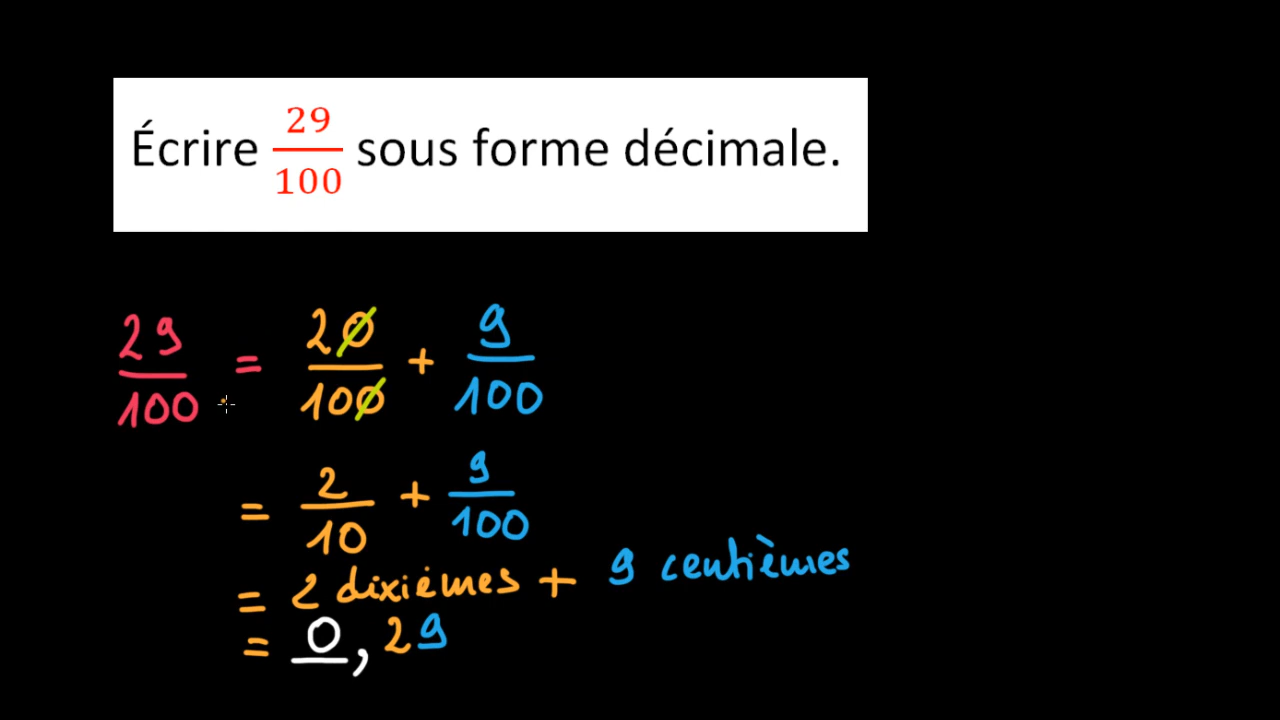 Écrire 29/100 sous forme décimale.
29/100 = 20/100 + 9/100
= 2/10 + 9/100
= 2 dixièmes + 9 centièmes
= 0,29